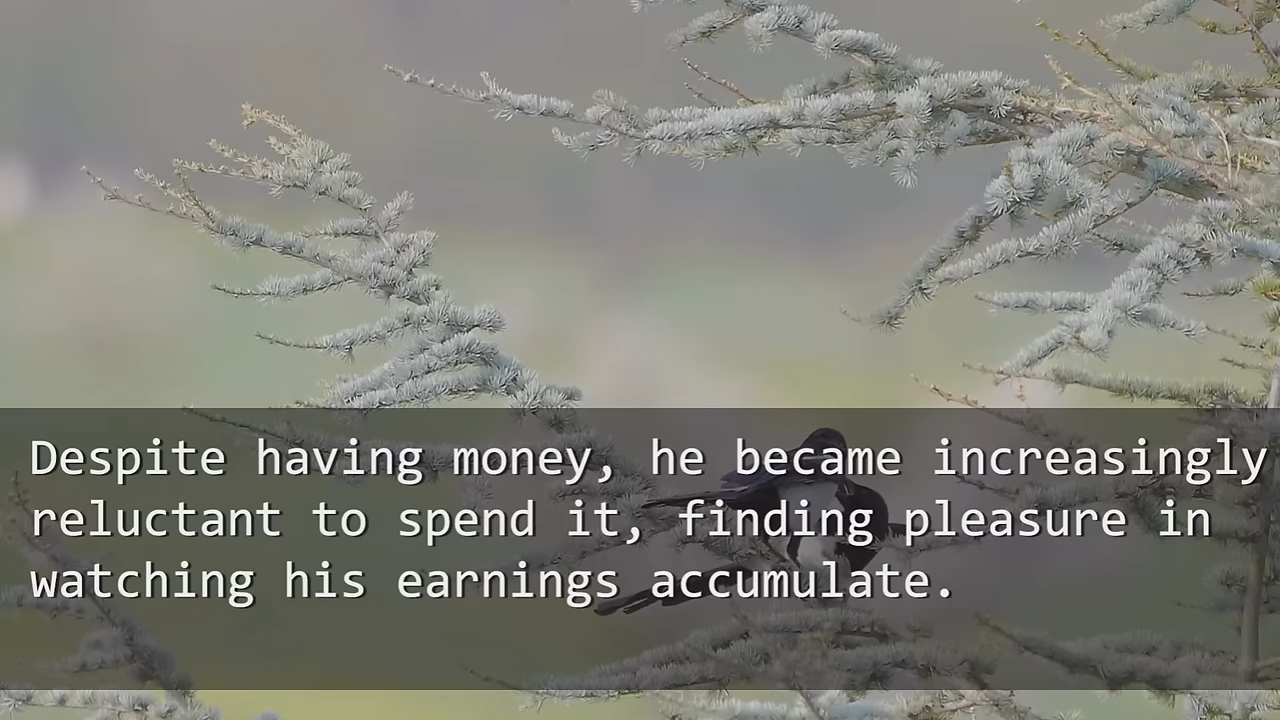 Despite having money, he became increasingly
reluctant to spend it, finding pleasure in
watching his earnings accumulate.